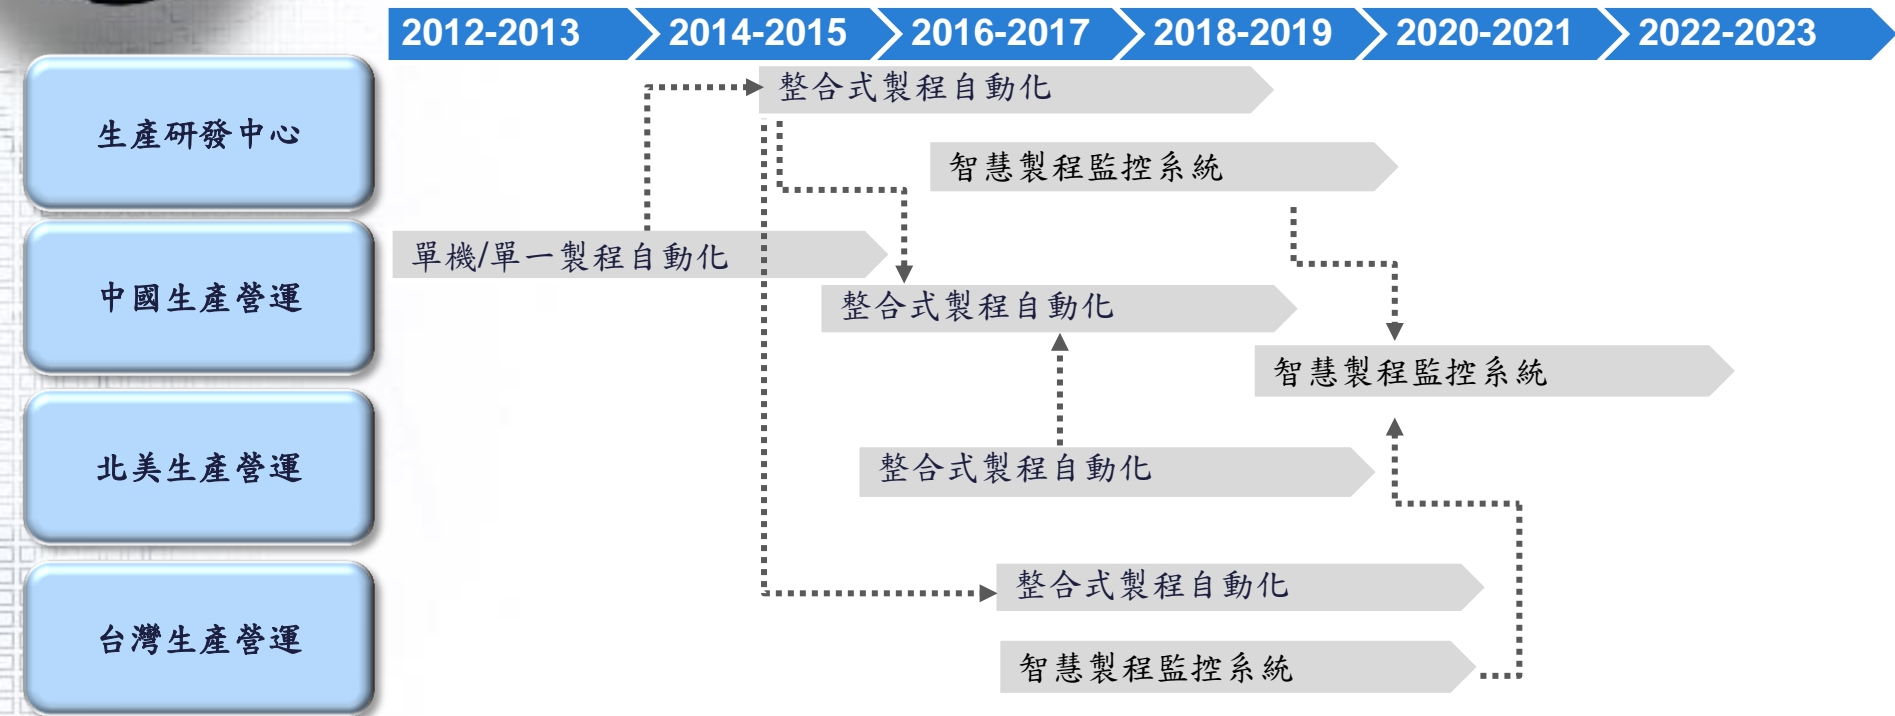 2012-2013
2014-2015
2016-2017
2018-2019
2020-2021
2022-2023
生產研發中心
整合式製程自動化
智慧製程監控系統
中國生產營運
單機/單一製程自動化
整合式製程自動化
智慧製程監控系統
北美生產營運
整合式製程自動化
台灣生產營運
整合式製程自動化
智慧製程監控系統